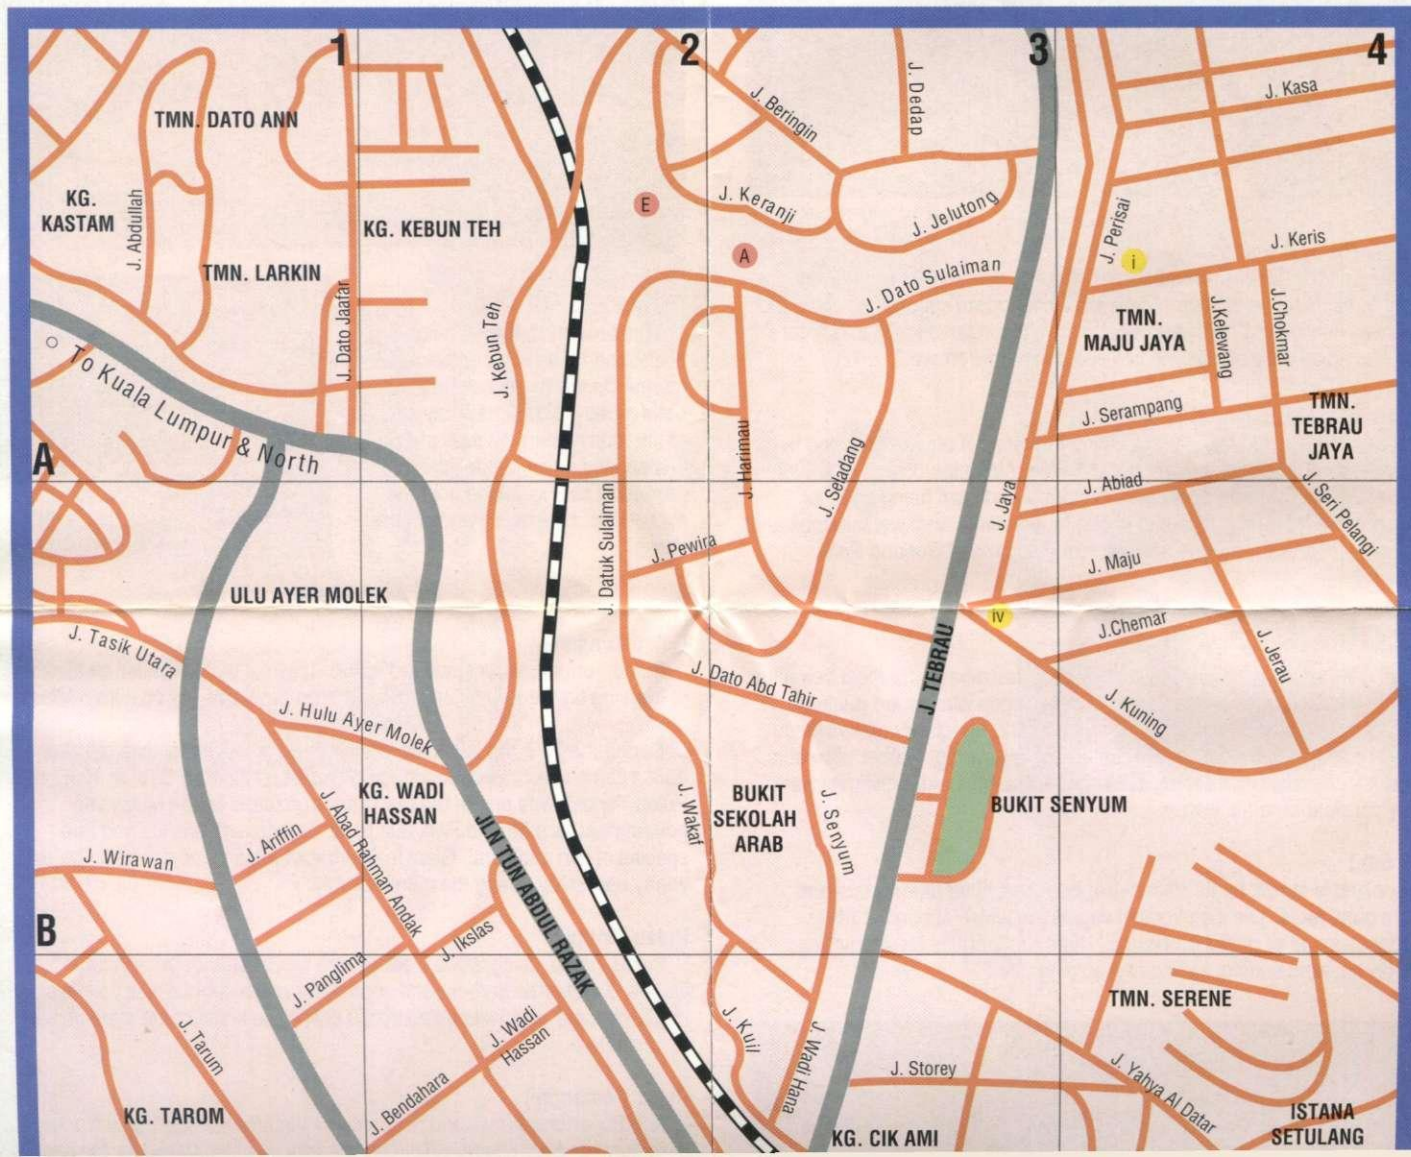 1
2
3
4
TMN. DATO ANN
KG.
KASTAM
J. Abdullah
TMN. LARKIN
KG. KEBUN TEH
J. Dato Jaafar
J. Kebun Teh
To Kuala Lumpur & North
E
A
J. Beringin
J. Dedap
J. Keranji
J. Jelutong
J. Dato Sulaiman
J. Kasa
J. Perisai
i
J. Keris
TMN.
MAJU JAYA
J.Kelewang
J.Chokmar
J. Serampang
TMN.
TEBRAU
JAYA
A
J. Harimau
J. Seladang
J. Jaya
J. Abiad
J. Seri Pelangi
J. Datuk Sulaiman
J. Pewira
J. Maju
ULU AYER MOLEK
iv
J.Chemar
J. Jerau
J. Tasik Utara
J. TEBRAU
J. Dato Abd Tahir
J. Kuning
J. Hulu Ayer Molek
KG. WADI
HASSAN
J. Wakaf
BUKIT
SEKOLAH
ARAB
J. Senyum
BUKIT SENYUM
J. Ariffin
J. Abad Rahman Andak
JLN TUN ABDUL RAZAK
J. Wirawan
B
J. Ikslas
J. Panglima
J. Wadi
Hassan
J. Kuil
J. Wadi Hana
TMN. SERENE
J. Tarum
J. Storey
J. Yahya Al Datar
J. Bendahara
KG. TAROM
KG. CIK AMI
ISTANA
SETULANG